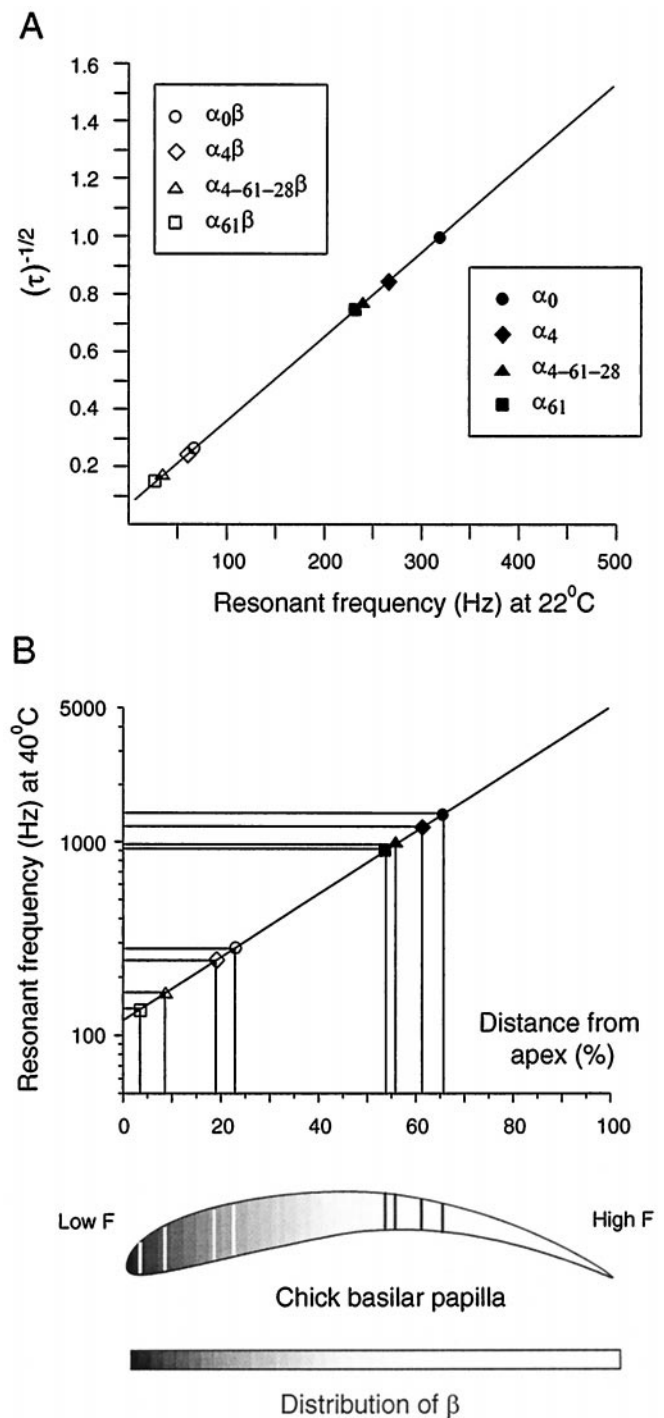 A
1.6
1.4
1.2
1.0
0.8
0.6
0.4
0.2
(τ)⁻¹/²
α₀β
α₄β
α₄₋₆₁₋₂₈β
α₆₁β
α₀
α₄
α₄₋₆₁₋₂₈
α₆₁
100 200 300 400 500
Resonant frequency (Hz) at 22⁰C
B
5000
1000
100
Resonant frequency (Hz) at 40⁰C
Distance from
apex (%)
0 20 40 60 80 100
Low F
High F
Chick basilar papilla
Distribution of β